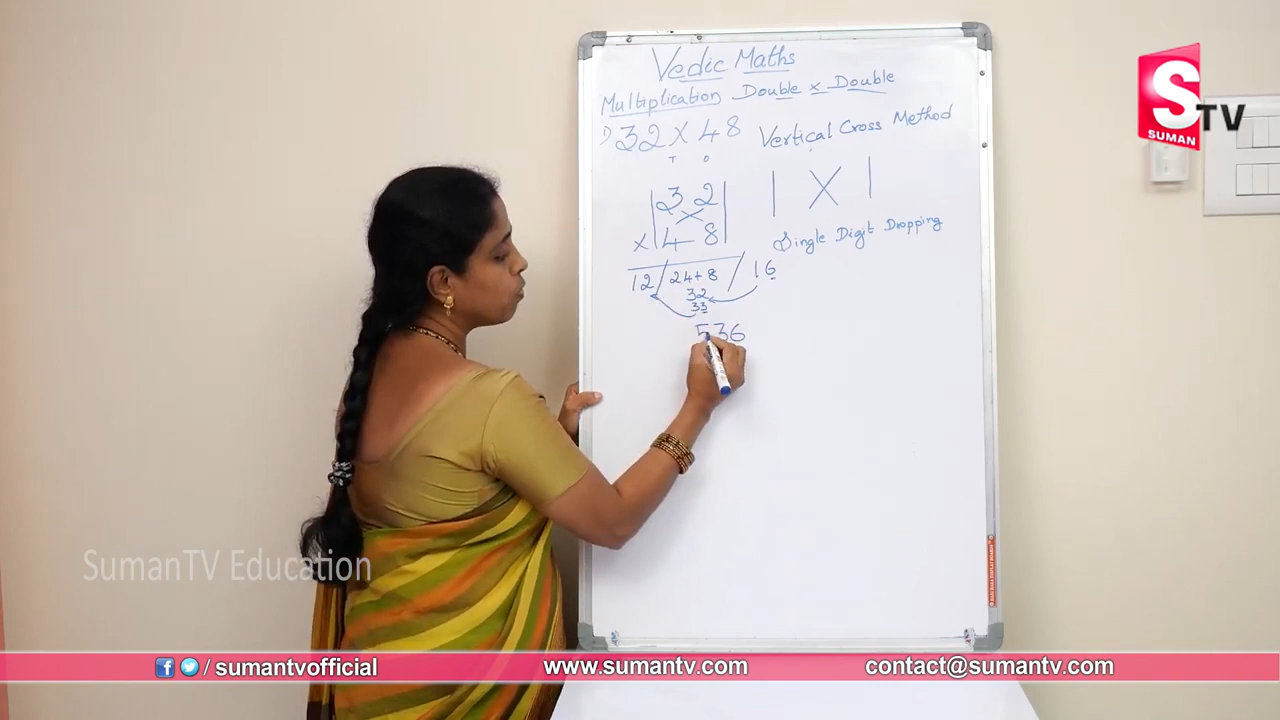 Vedic Maths
Multiplication Double x Double
1) 32 x 48 Vertical Cross Method
T O
3 2
x 4 8
Single Digit Dropping
12 / 24+8 / 16
32
33
536
S
TV
SUMAN
SumanTV Education
f / sumantvofficial www.sumantv.com contact@sumantv.com